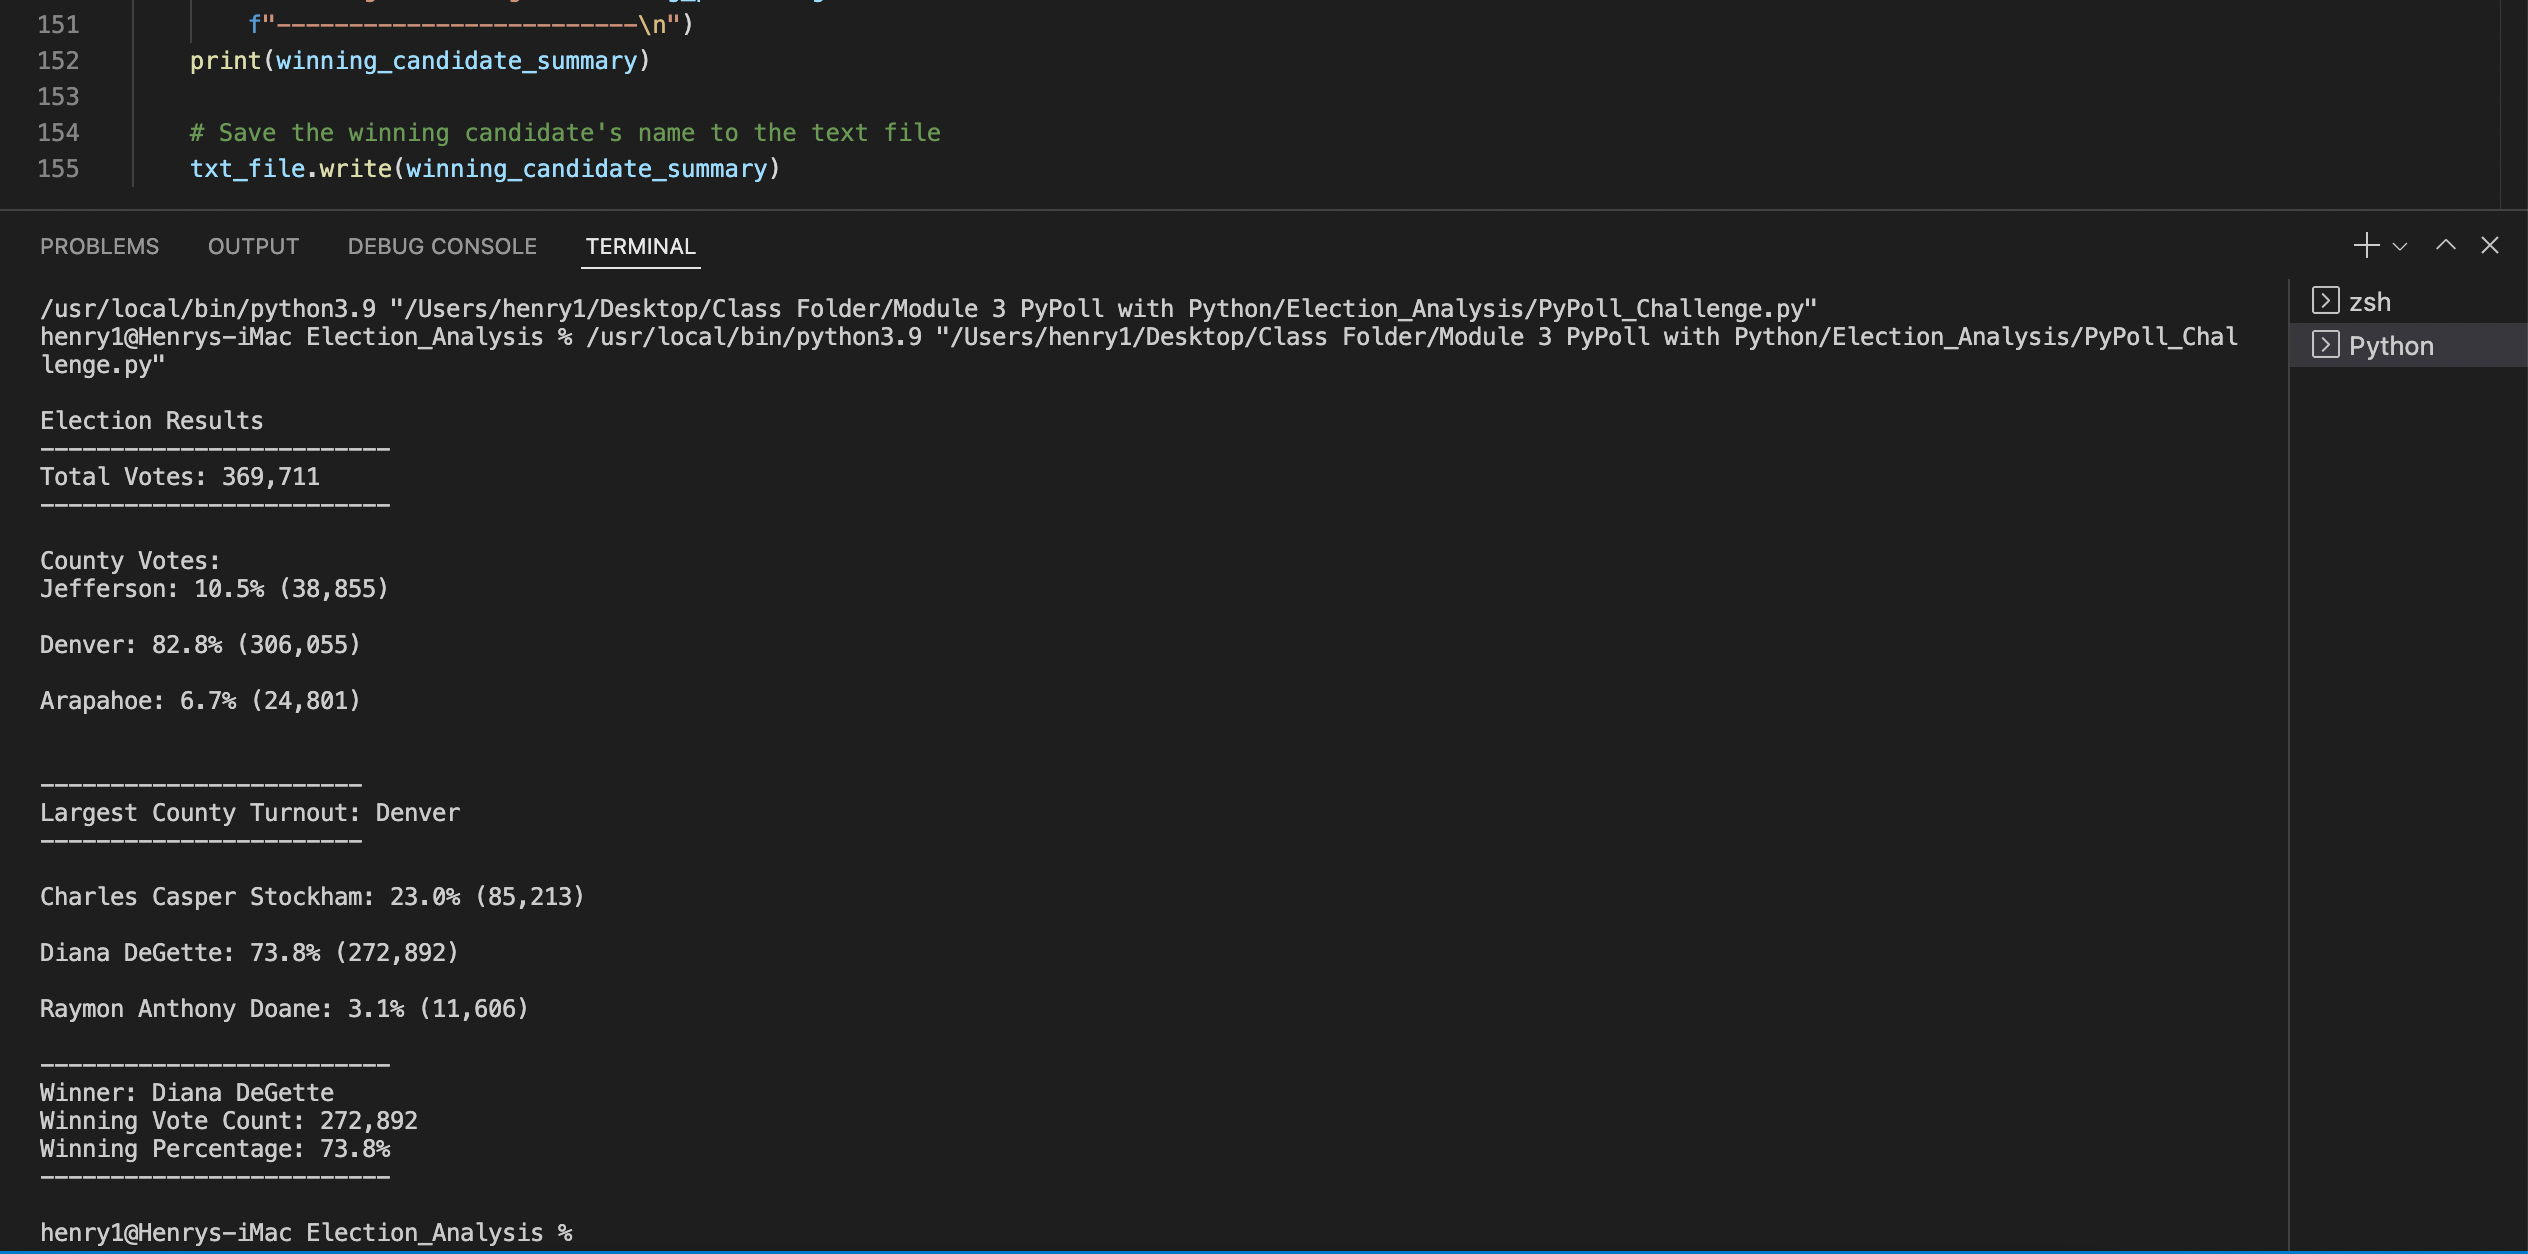 151 f"-------------------------\n")
152 print(winning_candidate_summary)
153
154 # Save the winning candidate's name to the text file
155 txt_file.write(winning_candidate_summary)
PROBLEMS OUTPUT DEBUG CONSOLE TERMINAL
/usr/local/bin/python3.9 "/Users/henry1/Desktop/Class Folder/Module 3 PyPoll with Python/Election_Analysis/PyPoll_Challenge.py"
henry1@Henrys-iMac Election_Analysis % /usr/local/bin/python3.9 "/Users/henry1/Desktop/Class Folder/Module 3 PyPoll with Python/Election_Analysis/PyPoll_Chal
lenge.py"
Election Results
-------------------------
Total Votes: 369,711
-------------------------
County Votes:
Jefferson: 10.5% (38,855)
Denver: 82.8% (306,055)
Arapahoe: 6.7% (24,801)
-----------------------
Largest County Turnout: Denver
-----------------------
Charles Casper Stockham: 23.0% (85,213)
Diana DeGette: 73.8% (272,892)
Raymon Anthony Doane: 3.1% (11,606)
-------------------------
Winner: Diana DeGette
Winning Vote Count: 272,892
Winning Percentage: 73.8%
-------------------------
henry1@Henrys-iMac Election_Analysis %
zsh
Python